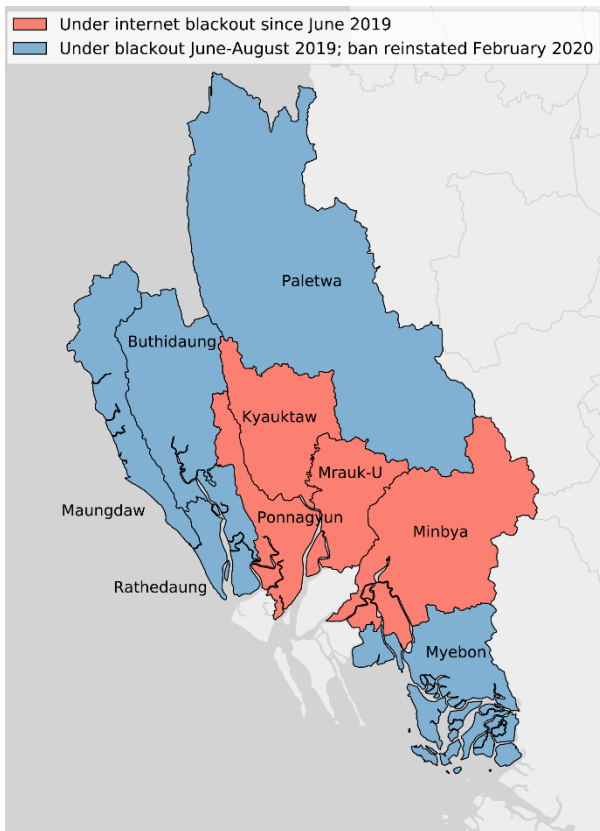 Under internet blackout since June 2019
Under blackout June-August 2019; ban reinstated February 2020
Paletwa
Buthidaung
Kyauktaw
Mrauk-U
Maungdaw
Ponnagyun
Minbya
Rathedaung
Myebon